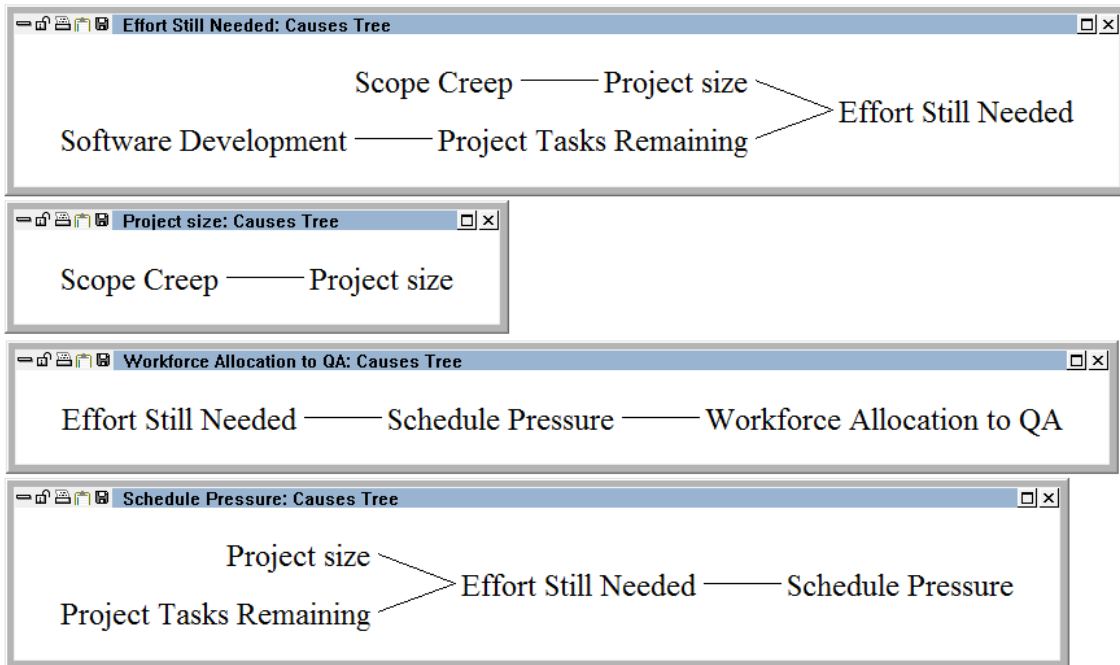 Effort Still Needed: Causes Tree
Scope Creep Project size
Effort Still Needed
Software Development Project Tasks Remaining
Project size: Causes Tree
Scope Creep Project size
Workforce Allocation to QA: Causes Tree
Effort Still Needed Schedule Pressure Workforce Allocation to QA
Schedule Pressure: Causes Tree
Project size
Effort Still Needed Schedule Pressure
Project Tasks Remaining